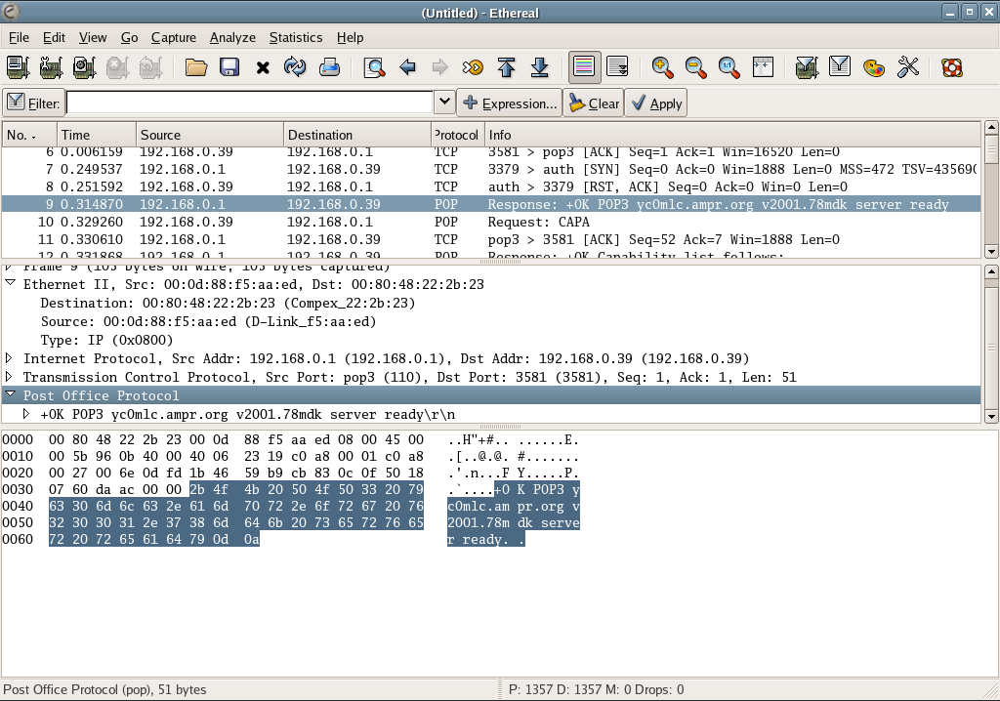 (Untitled) - Ethereal
File Edit View Go Capture Analyze Statistics Help
Filter: Expression... Clear Apply
No. Time Source Destination Protocol Info
6 0.006159 192.168.0.39 192.168.0.1 TCP 3581 > pop3 [ACK] Seq=1 Ack=1 Win=16520 Len=0
7 0.249537 192.168.0.1 192.168.0.39 TCP 3379 > auth [SYN] Seq=0 Ack=0 Win=1888 Len=0 MSS=472 TSV=435690
8 0.251592 192.168.0.39 192.168.0.1 TCP auth > 3379 [RST, ACK] Seq=0 Ack=0 Win=0 Len=0
9 0.314870 192.168.0.1 192.168.0.39 POP Response: +OK POP3 yc0mlc.ampr.org v2001.78mdk server ready
10 0.329260 192.168.0.39 192.168.0.1 POP Request: CAPA
11 0.330610 192.168.0.1 192.168.0.39 TCP pop3 > 3581 [ACK] Seq=52 Ack=7 Win=1888 Len=0
12 0.331868 192.168.0.1 192.168.0.39 POP Response: +OK Capability list follows:
Frame 9 (105 bytes on wire, 105 bytes captured)
Ethernet II, Src: 00:0d:88:f5:aa:ed, Dst: 00:80:48:22:2b:23
Destination: 00:80:48:22:2b:23 (Compex_22:2b:23)
Source: 00:0d:88:f5:aa:ed (D-Link_f5:aa:ed)
Type: IP (0x0800)
Internet Protocol, Src Addr: 192.168.0.1 (192.168.0.1), Dst Addr: 192.168.0.39 (192.168.0.39)
Transmission Control Protocol, Src Port: pop3 (110), Dst Port: 3581 (3581), Seq: 1, Ack: 1, Len: 51
Post Office Protocol
+OK POP3 yc0mlc.ampr.org v2001.78mdk server ready\r\n
0000 00 80 48 22 2b 23 00 0d 88 f5 aa ed 08 00 45 00 ..H"+#.. ......E.
0010 00 5b 96 0b 40 00 40 06 23 19 c0 a8 00 01 c0 a8 .[..@.@. #.......
0020 00 27 00 6e 0d fd 1b 46 59 b9 cb 83 0c 0f 50 18 .'.n...F Y.....P.
0030 07 60 da ac 00 00 2b 4f 4b 20 50 4f 50 33 20 79 .`....+O K POP3 y
0040 63 30 6d 6c 63 2e 61 6d 70 72 2e 6f 72 67 20 76 c0mlc.am pr.org v
0050 32 30 30 31 2e 37 38 6d 64 6b 20 73 65 72 76 65 2001.78m dk serve
0060 72 20 72 65 61 64 79 0d 0a r ready. .
Post Office Protocol (pop), 51 bytes P: 1357 D: 1357 M: 0 Drops: 0